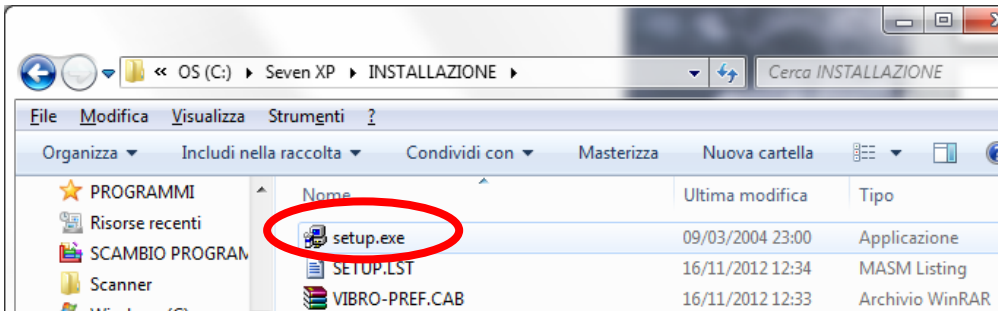 « OS (C:) Seven XP INSTALLAZIONE Cerca INSTALLAZIONE
File Modifica Visualizza Strumenti ?
Organizza Includi nella raccolta Condividi con Masterizza Nuova cartella
PROGRAMMI Nome Ultima modifica Tipo
Risorse recenti setup.exe 09/03/2004 23:00 Applicazione
SCAMBIO PROGRAM SETUP.LST 16/11/2012 12:34 MASM Listing
Scanner VIBRO-PREF.CAB 16/11/2012 12:33 Archivio WinRAR